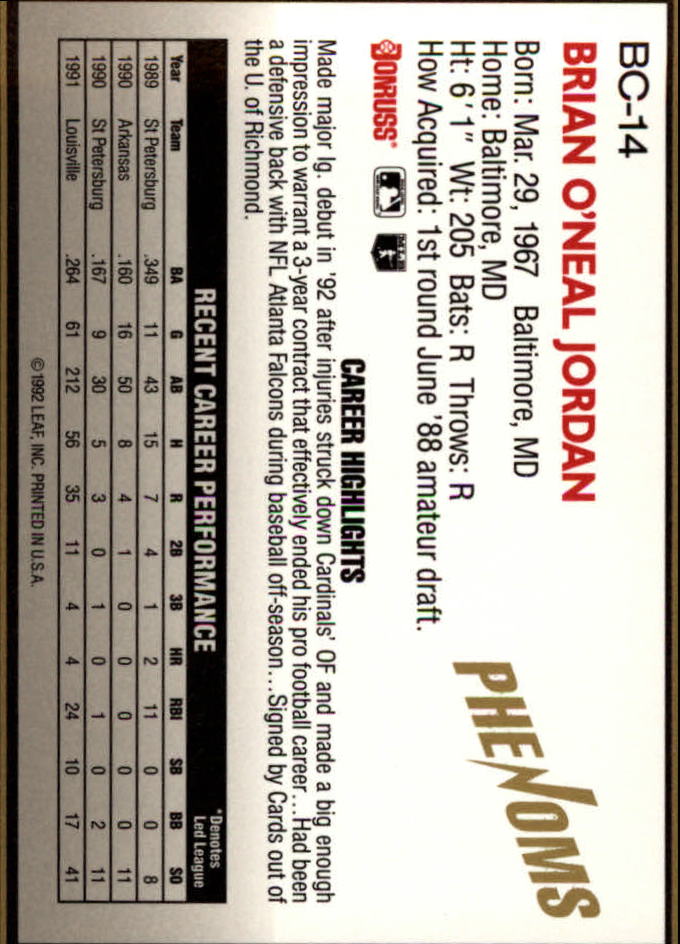 BC-14
BRIAN O'NEAL JORDAN
Born: Mar. 29, 1967 Baltimore, MD
Home: Baltimore, MD
Ht: 6'1" Wt: 205 Bats: R Throws: R
How Acquired: 1st round June '88 amateur draft.
PHENOMS
DONRUSS®
CAREER HIGHLIGHTS
Made major lg. debut in '92 after injuries struck down Cardinals' OF and made a big enough
impression to warrant a 3-year contract that effectively ended his pro football career...Had been
a defensive back with NFL Atlanta Falcons during baseball off-season...Signed by Cards out of
the U. of Richmond.
RECENT CAREER PERFORMANCE
*Denotes
Led League
Year Team BA G AB H R 2B 3B HR RBI SB BB SO
1989 St Petersburg .349 11 43 15 7 4 1 2 11 0 0 8
1990 Arkansas .160 16 50 8 4 1 0 0 0 0 0 11
1990 St Petersburg .167 9 30 5 3 0 1 0 1 0 2 11
1991 Louisville .264 61 212 56 35 11 4 4 24 10 17 41
©1992 LEAF, INC. PRINTED IN U.S.A.